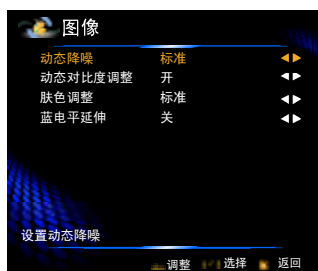 图像
动态降噪 标准
动态对比度调整 开
肤色调整 标准
蓝电平延伸 关
设置动态降噪
调整 选择 返回